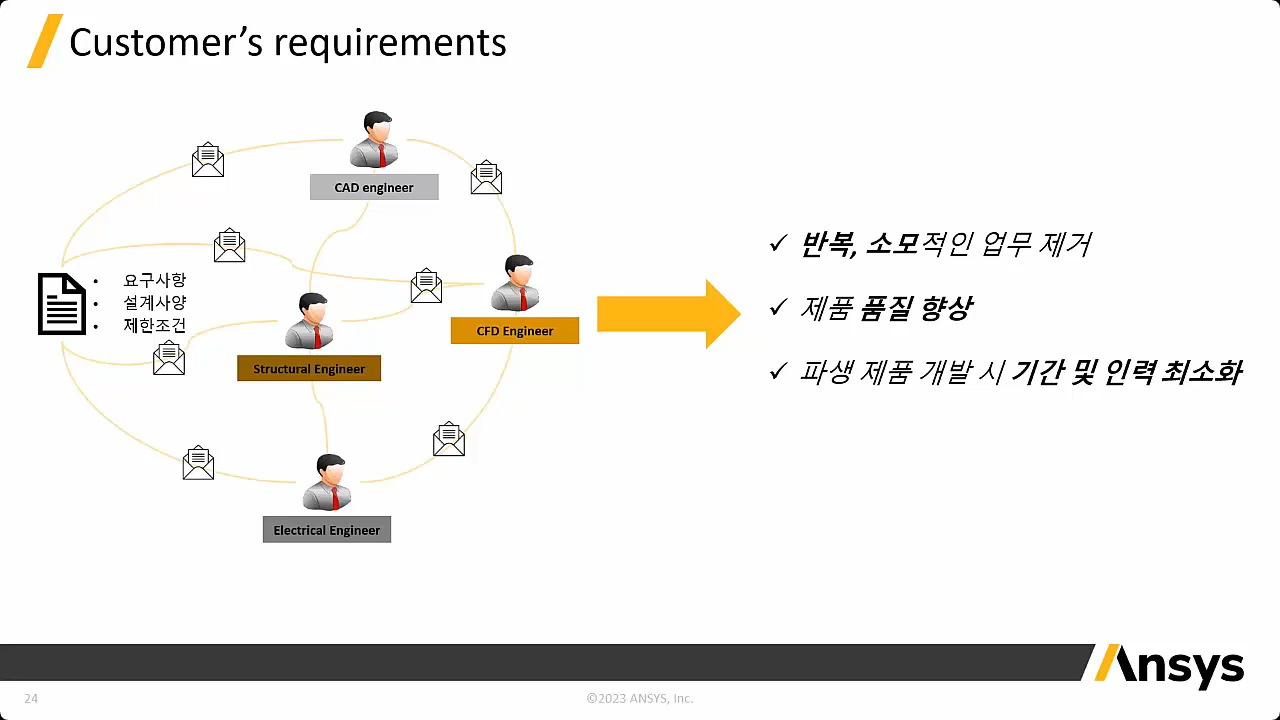 Customer's requirements
CAD engineer
• 요구사항
• 설계사양
• 제한조건
CFD Engineer
Structural Engineer
Electrical Engineer
✓ 반복, 소모적인 업무 제거
✓ 제품 품질 향상
✓ 파생 제품 개발 시 기간 및 인력 최소화
Ansys
24
©2023 ANSYS, Inc.